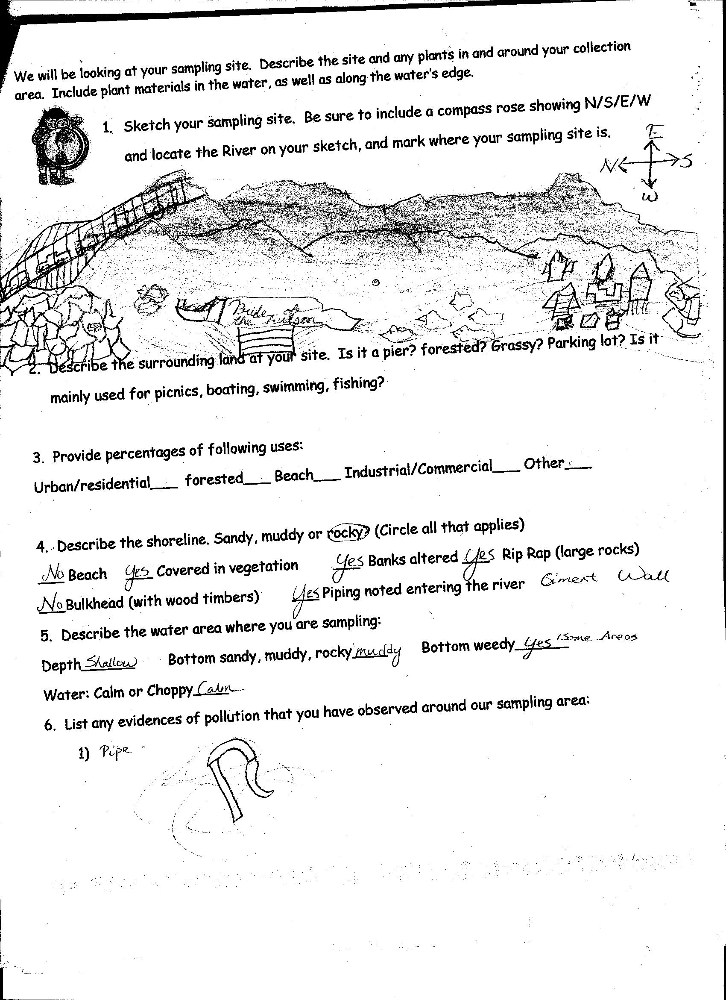 We will be looking at your sampling site. Describe the site and any plants in and around your collection
area. Include plant materials in the water, as well as along the water's edge.
1. Sketch your sampling site. Be sure to include a compass rose showing N/S/E/W
and locate the River on your sketch, and mark where your sampling site is.
E
N S
W
Bride of
the hudson
2. Describe the surrounding land at your site. Is it a pier? forested? Grassy? Parking lot? Is it
mainly used for picnics, boating, swimming, fishing?
3. Provide percentages of following uses:
Urban/residential___ forested___ Beach___ Industrial/Commercial___ Other___
4. Describe the shoreline. Sandy, muddy or rocky? (Circle all that applies)
No Beach yes Covered in vegetation yes Banks altered yes Rip Rap (large rocks)
No Bulkhead (with wood timbers) Yes Piping noted entering the river Ciment Wall
5. Describe the water area where you are sampling:
Depth Shallow Bottom sandy, muddy, rocky muddy Bottom weedy yes / Some Areas
Water: Calm or Choppy Calm
6. List any evidences of pollution that you have observed around our sampling area:
1) Pipe